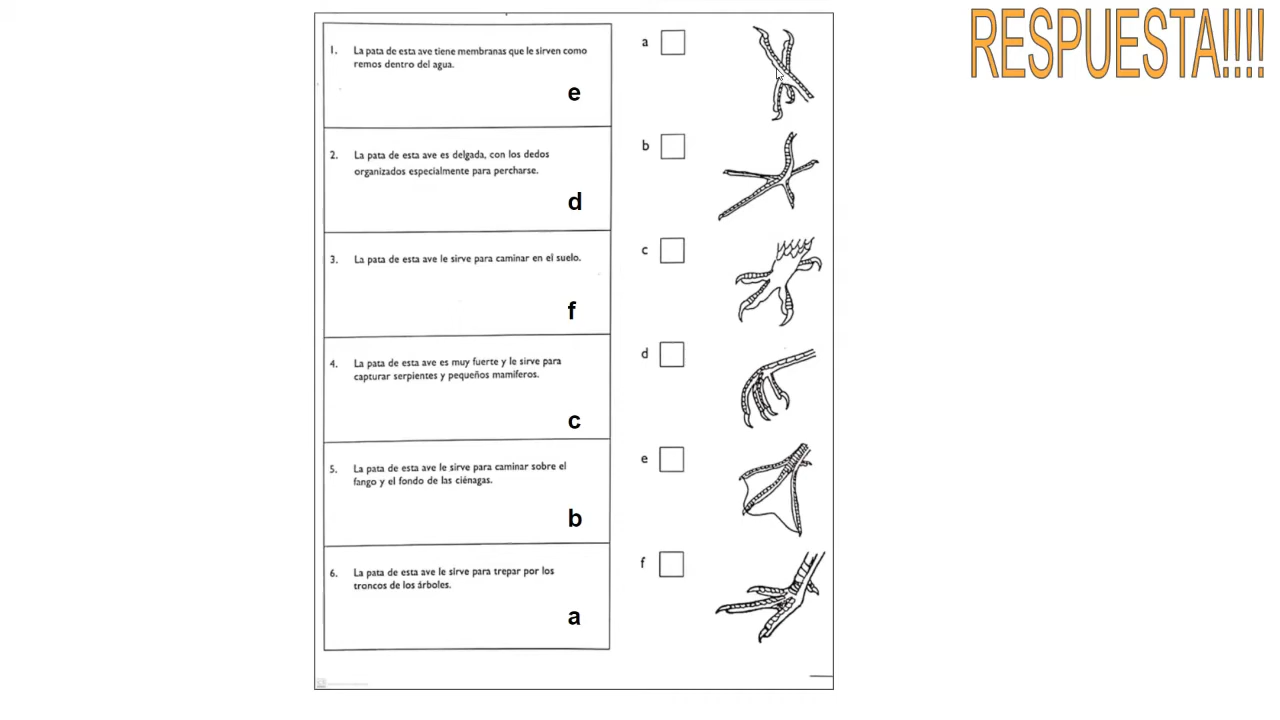 RESPUESTA!!!!
1. La pata de esta ave tiene membranas que le sirven como
remos dentro del agua.
e
2. La pata de esta ave es delgada, con los dedos
organizados especialmente para percharse.
d
3. La pata de esta ave le sirve para caminar en el suelo.
f
4. La pata de esta ave es muy fuerte y le sirve para
capturar serpientes y pequeños mamíferos.
c
5. La pata de esta ave le sirve para caminar sobre el
fango y el fondo de las ciénagas.
b
6. La pata de esta ave le sirve para trepar por los
troncos de los árboles.
a
a
b
c
d
e
f